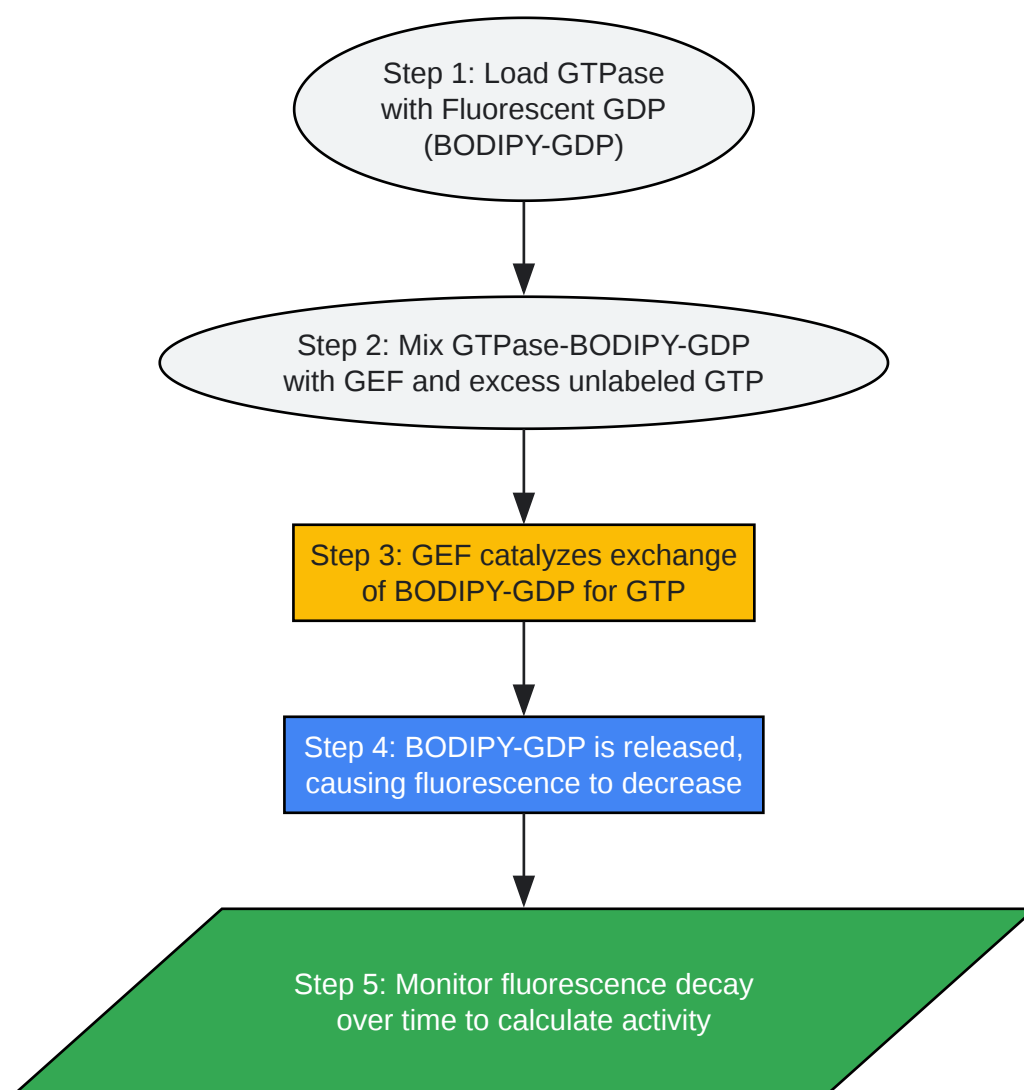 Step 1: Load GTPase
with Fluorescent GDP
(BODIPY-GDP)
Step 2: Mix GTPase-BODIPY-GDP
with GEF and excess unlabeled GTP
Step 3: GEF catalyzes exchange
of BODIPY-GDP for GTP
Step 4: BODIPY-GDP is released,
causing fluorescence to decrease
Step 5: Monitor fluorescence decay
over time to calculate activity